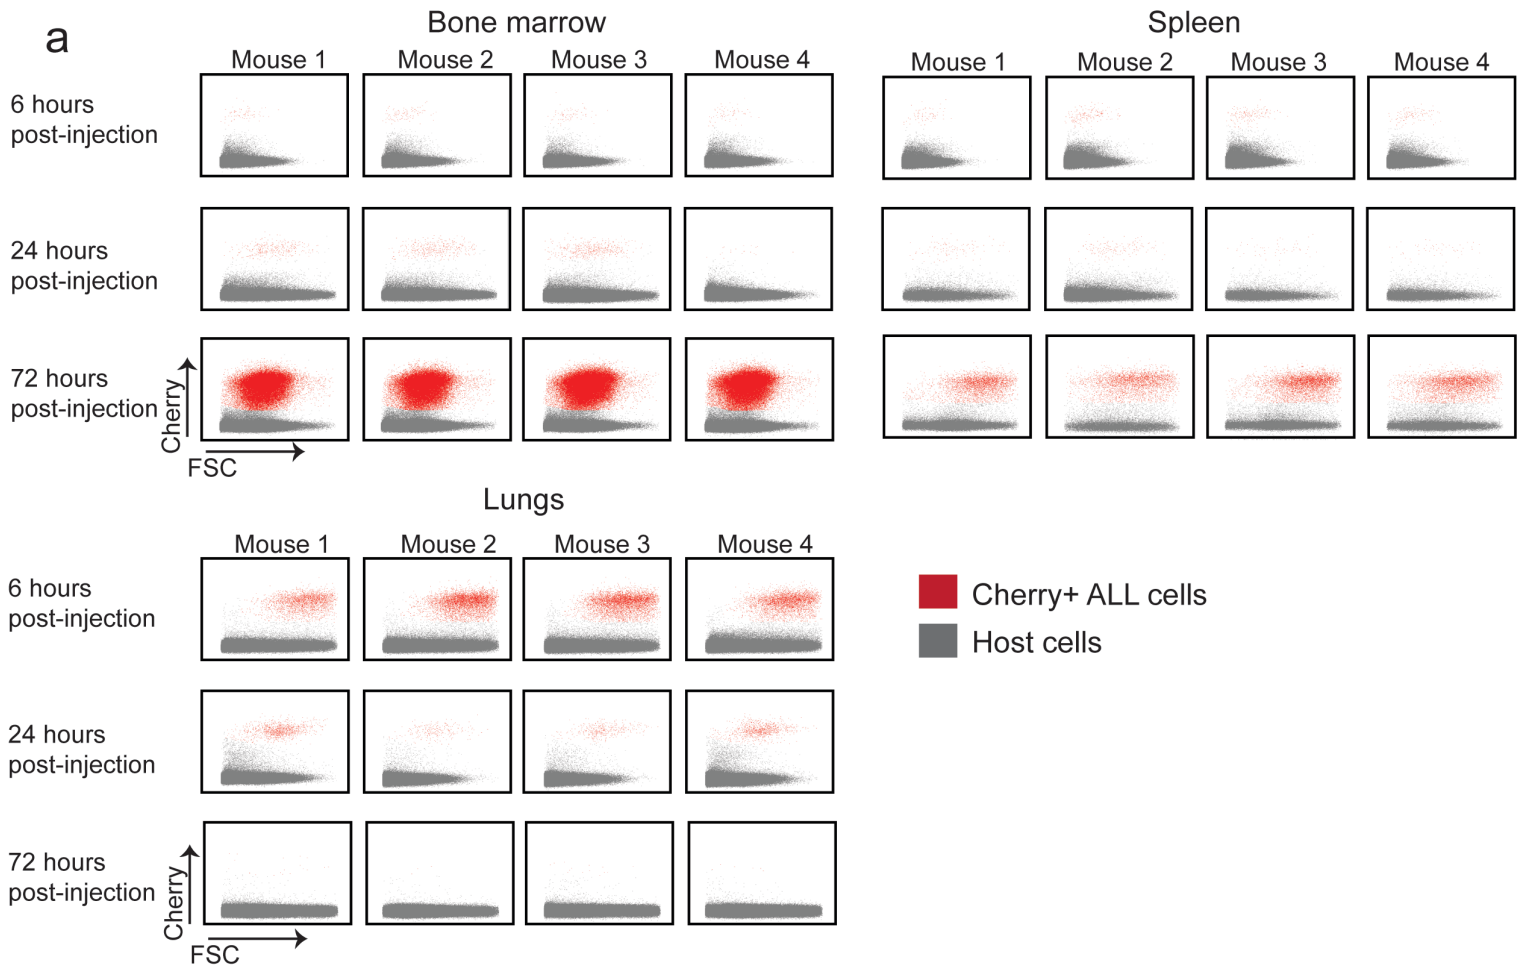 a
Bone marrow
Spleen
Mouse 1
Mouse 2
Mouse 3
Mouse 4
Mouse 1
Mouse 2
Mouse 3
Mouse 4
6 hours
post-injection
24 hours
post-injection
72 hours
post-injection
Cherry
FSC
Lungs
Mouse 1
Mouse 2
Mouse 3
Mouse 4
6 hours
post-injection
Cherry+ ALL cells
Host cells
24 hours
post-injection
72 hours
post-injection
Cherry
FSC